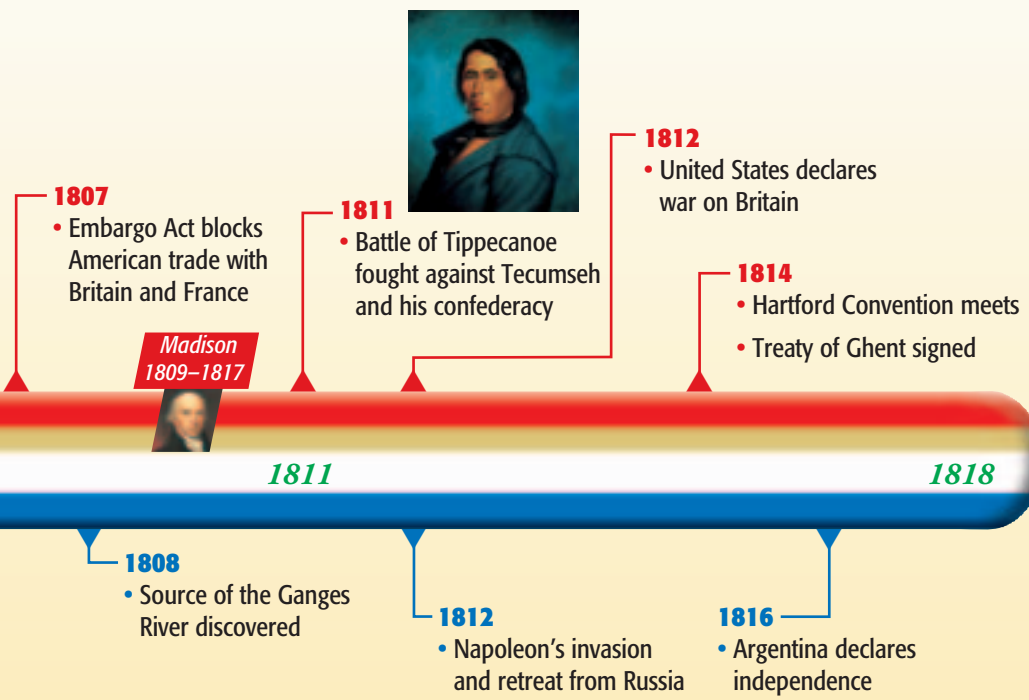 1807
• Embargo Act blocks
American trade with
Britain and France
Madison
1809–1817
1811
• Battle of Tippecanoe
fought against Tecumseh
and his confederacy
1812
• United States declares
war on Britain
1814
• Hartford Convention meets
• Treaty of Ghent signed
1811
1818
1808
• Source of the Ganges
River discovered
1812
• Napoleon’s invasion
and retreat from Russia
1816
• Argentina declares
independence